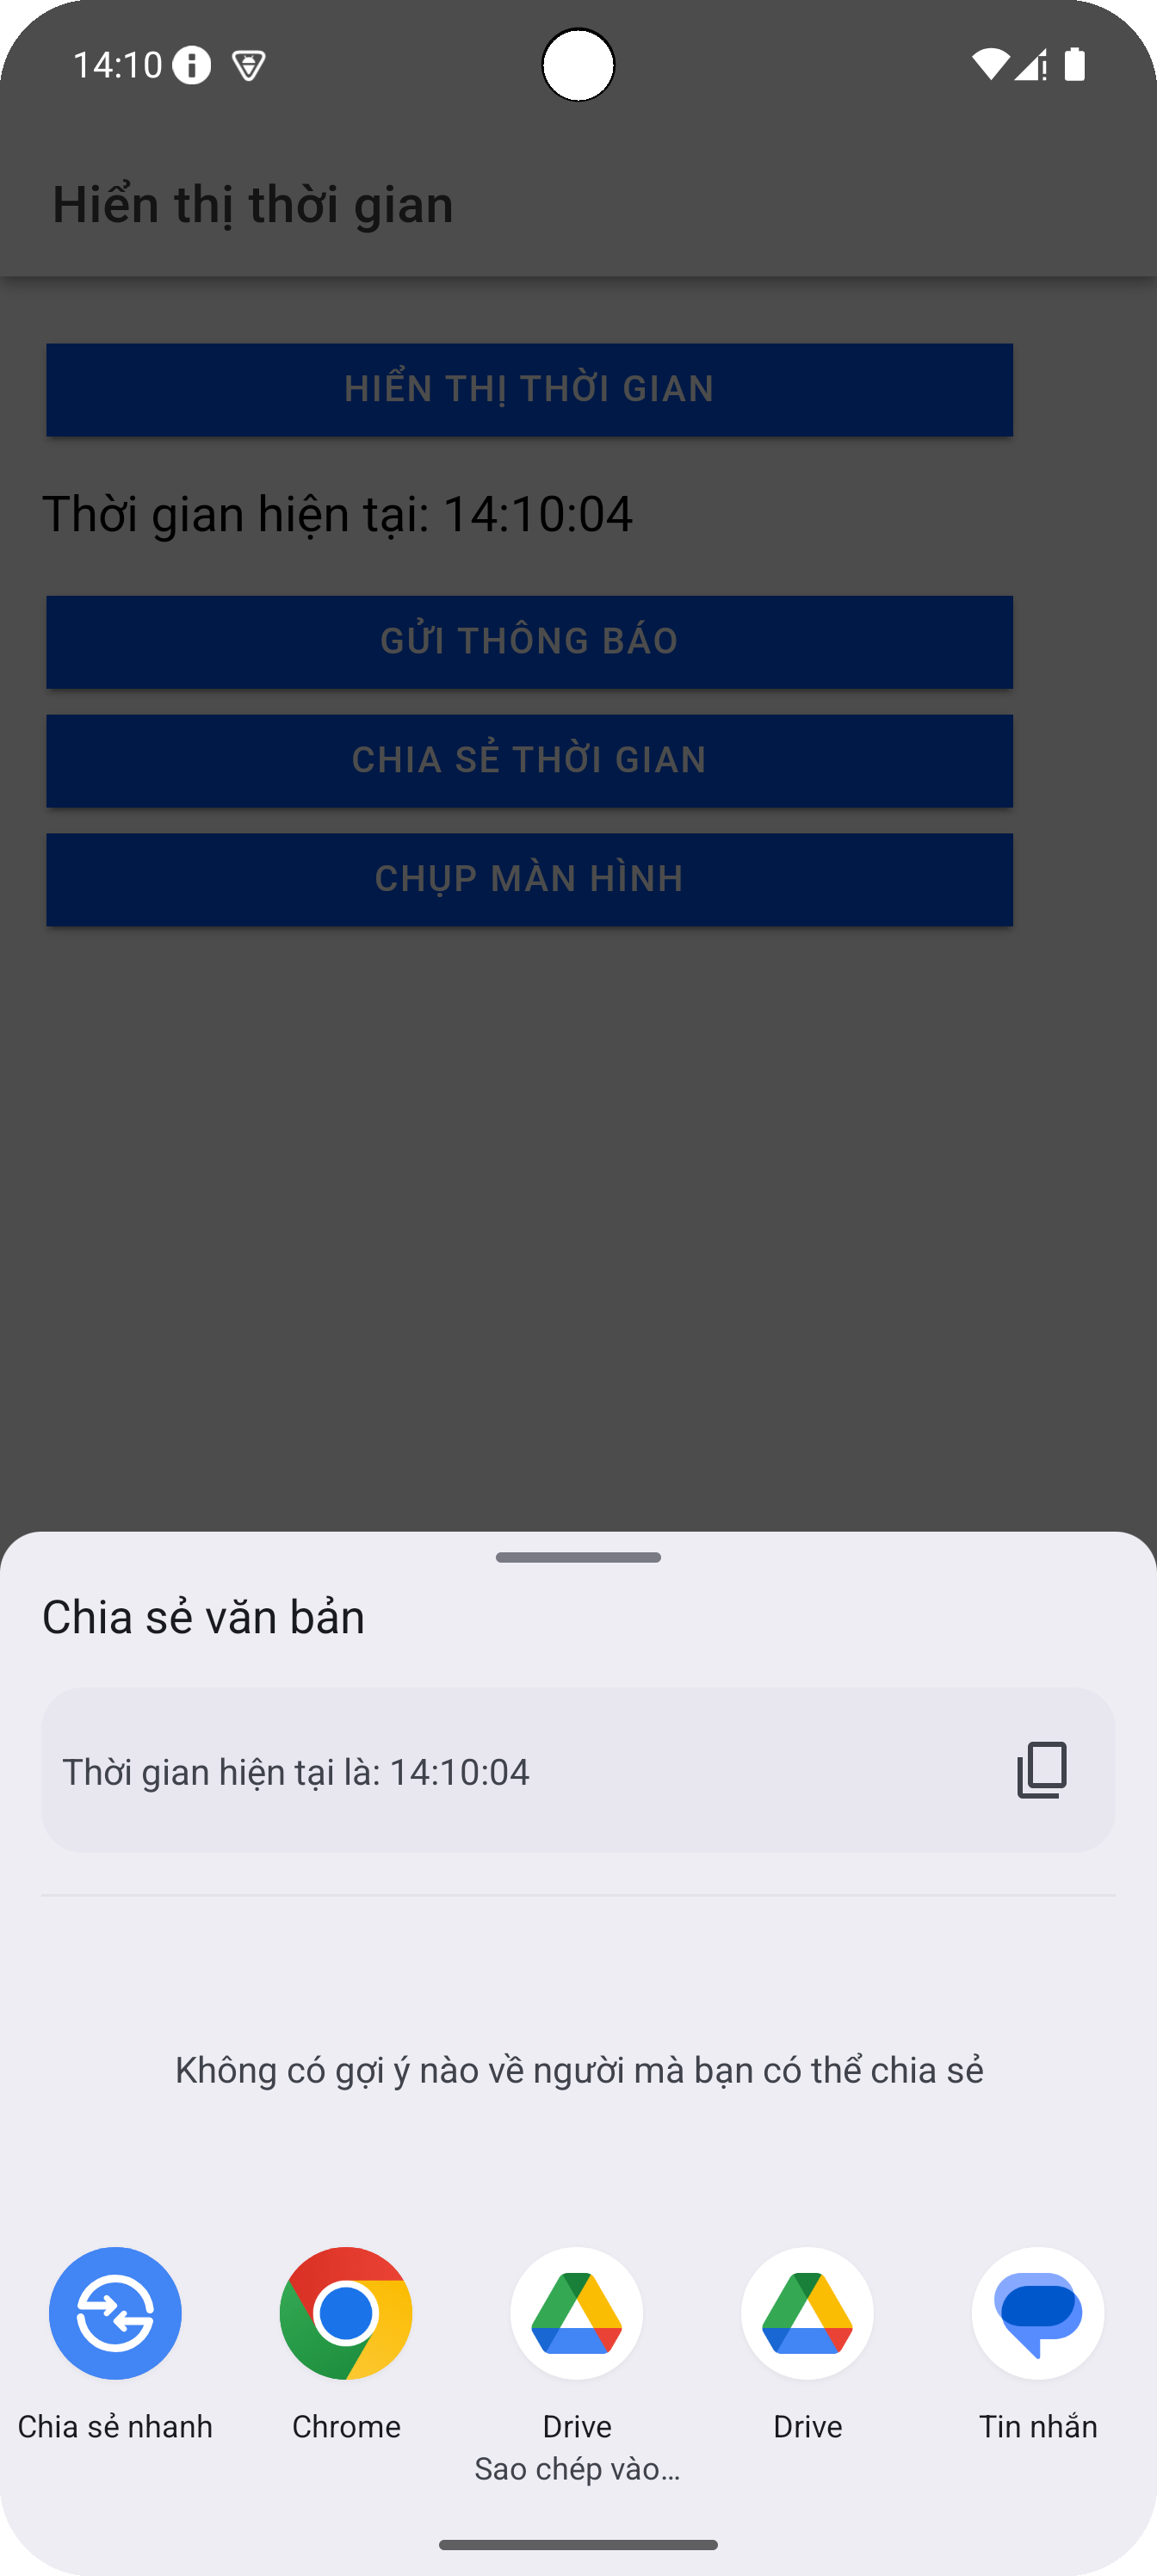 14:10
Hiển thị thời gian
HIỂN THỊ THỜI GIAN
Thời gian hiện tại: 14:10:04
GỬI THÔNG BÁO
CHIA SẺ THỜI GIAN
CHỤP MÀN HÌNH
Chia sẻ văn bản
Thời gian hiện tại là: 14:10:04
Không có gợi ý nào về người mà bạn có thể chia sẻ
Chia sẻ nhanh
Chrome
Drive
Sao chép vào…
Drive
Tin nhắn